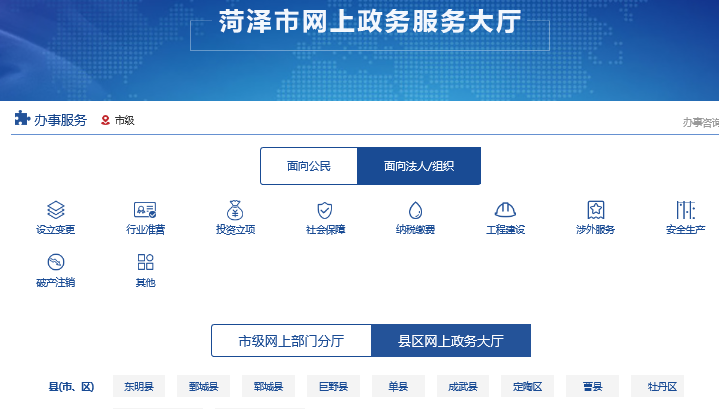 菏泽市网上政务服务大厅
办事服务 市级 办事咨询
面向公民 面向法人/组织
设立变更 行业准营 投资立项 社会保障 纳税缴费 工程建设 涉外服务 安全生产
破产注销 其他
市级网上部门分厅 县区网上政务大厅
县(市、区) 东明县 鄄城县 郓城县 巨野县 单县 成武县 定陶区 曹县 牡丹区